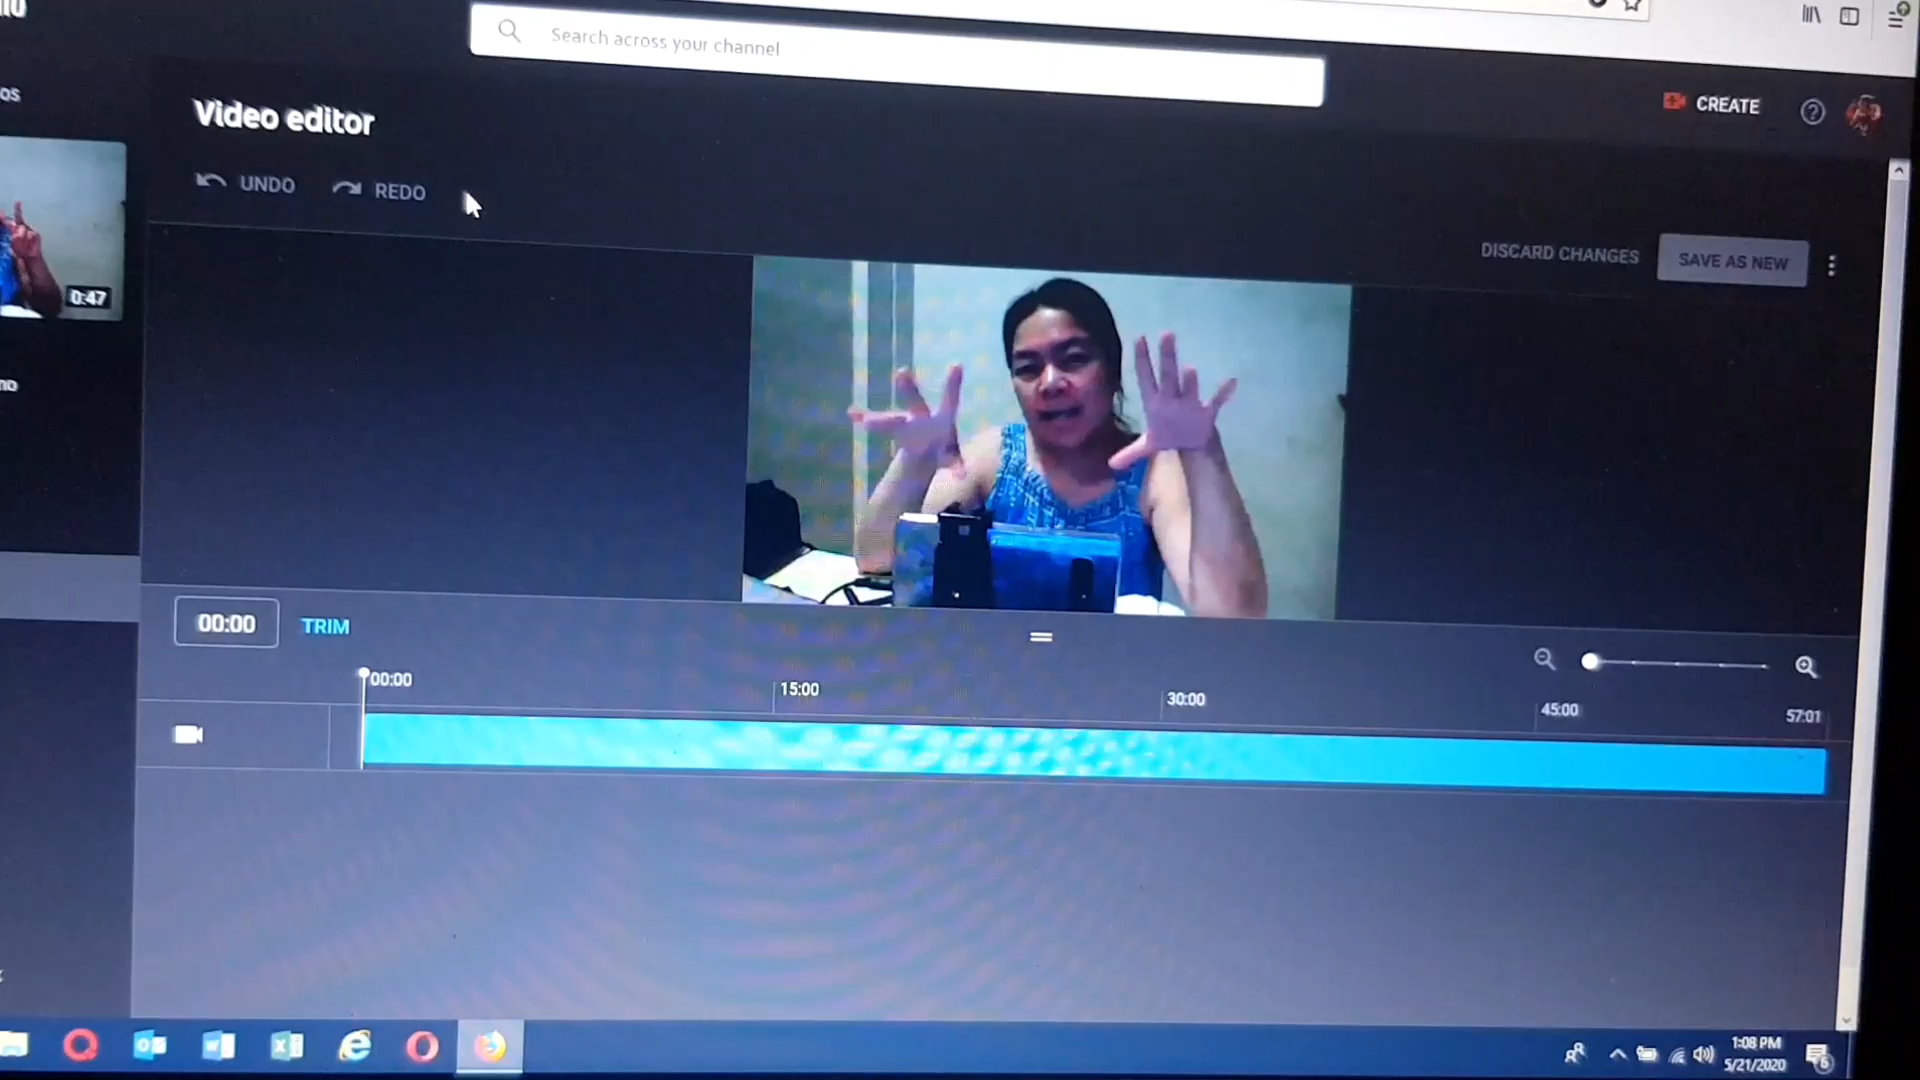 Search across your channel
CREATE
Video editor
UNDO
REDO
DISCARD CHANGES
SAVE AS NEW
0:47
00:00
TRIM
00:00
15:00
30:00
45:00
57:01
1:08 PM
5/21/2020
6